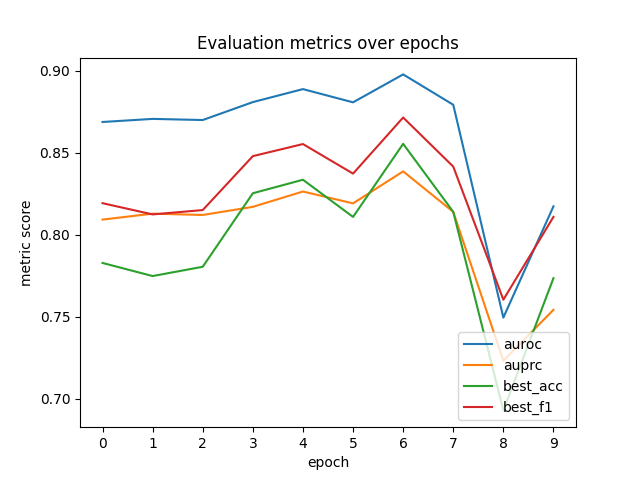 Evaluation metrics over epochs
metric score
0.90
0.85
0.80
0.75
0.70
auroc
auprc
best_acc
best_f1
0 1 2 3 4 5 6 7 8 9
epoch